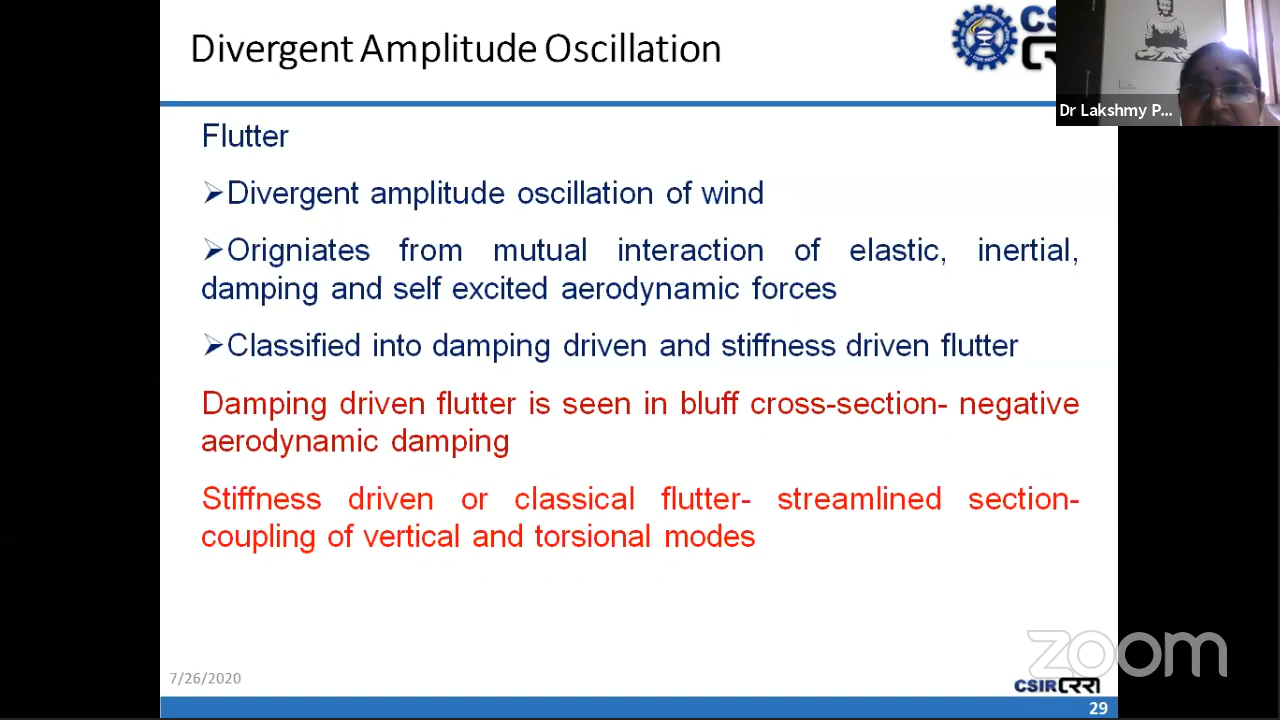 Divergent Amplitude Oscillation
Dr Lakshmy P...
Flutter
➢Divergent amplitude oscillation of wind
➢Origniates from mutual interaction of elastic, inertial,
damping and self excited aerodynamic forces
➢Classified into damping driven and stiffness driven flutter
Damping driven flutter is seen in bluff cross-section- negative
aerodynamic damping
Stiffness driven or classical flutter- streamlined section-
coupling of vertical and torsional modes
zoom
7/26/2020
CSIR
29